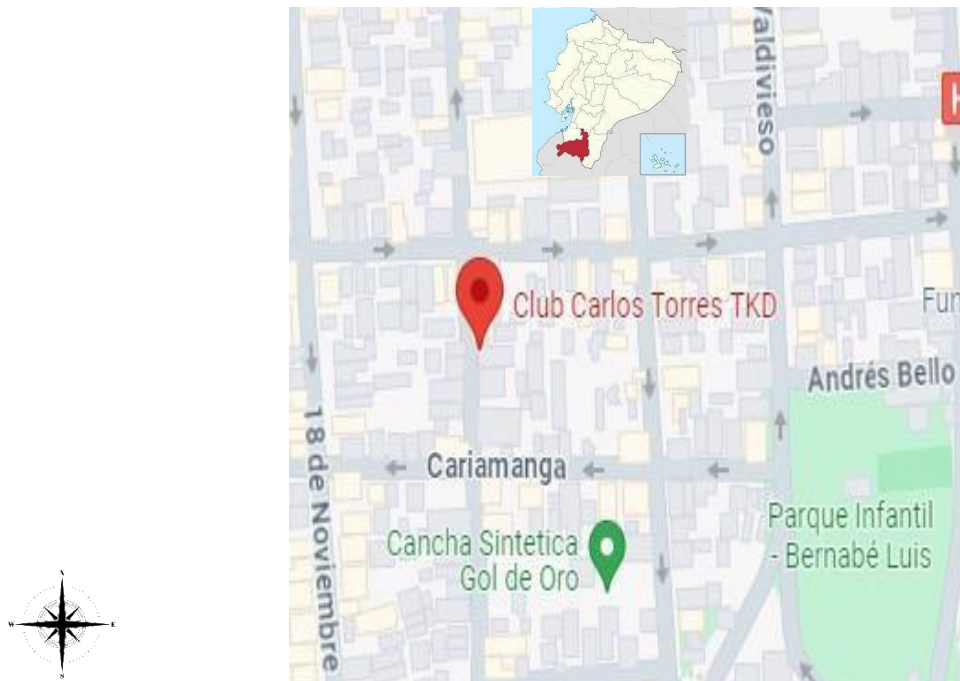 Valdivieso
H
Club Carlos Torres TKD
Fun
Andrés Bello
18 de Noviembre
Cariamanga
Cancha Sintetica
Gol de Oro
Parque Infantil
- Bernabé Luis
N
W
E
S